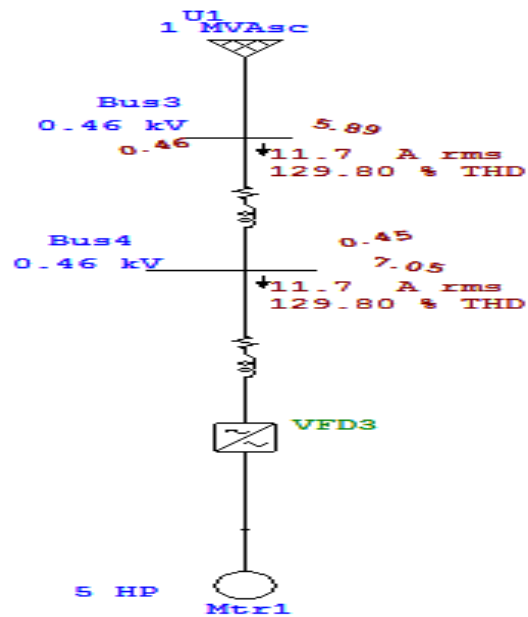 U1
1 MVAsc
Bus3
0.46 kV
0.46
5.89
11.7 A rms
129.80 % THD
Bus4
0.46 kV
0.45
7.05
11.7 A rms
129.80 % THD
VFD3
5 HP
Mtr1